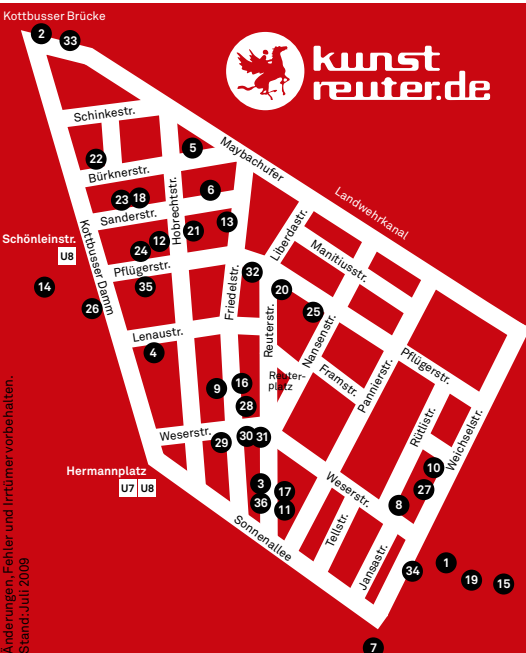 Kottbusser Brücke
2
33
kunst
reuter.de
Schinkestr.
Maybachufer
5
22
Bürknerstr.
Hobrechtstr.
6
Landwehrkanal
23
18
Sanderstr.
Kottbusser Damm
13
Liberdastr.
21
12
24
Manitiusstr.
Schönleinstr.
U8
Pflügerstr.
32
14
35
20
Friedelstr.
26
25
Reuterstr.
Nansenstr.
Lenaustr.
4
Pflügerstr.
Pannierstr.
Framstr.
Reuter-
platz
9
16
28
Rütlistr.
Weichselstr.
Weserstr.
29
30
31
10
Hermannplatz
U7
U8
3
17
27
36
11
8
Weserstr.
Sonnenallee
Tellstr.
Jansastr.
34
1
19
15
7
Änderungen, Fehler und Irrtümer vorbehalten.
Stand: Juli 2009